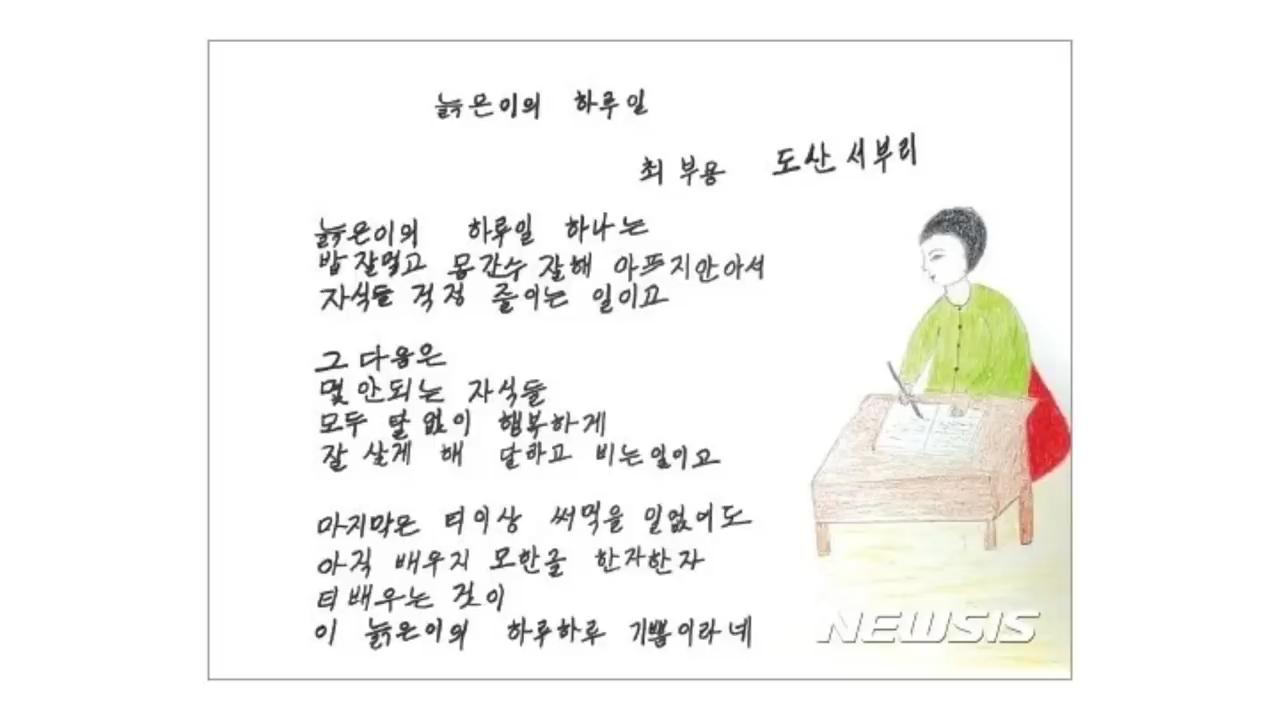 늙은이의 하루일
최 부용 도산 서부리
늙은이의 하루일 하나는
밥 잘먹고 몽간수 잘해 아프지안아서
자식들 걱정 줄이는 일이고
그 다음은
몇 안되는 자식들
모두 탈 없이 행복하게
잘 살게 해 달하고 비는일이고
마지막은 터이상 써먹을 일없어도
아직 배우지 모한글 한자한자
터배우는 것이
이 늙은이의 하루하루 기쁨이라네
NEWSIS